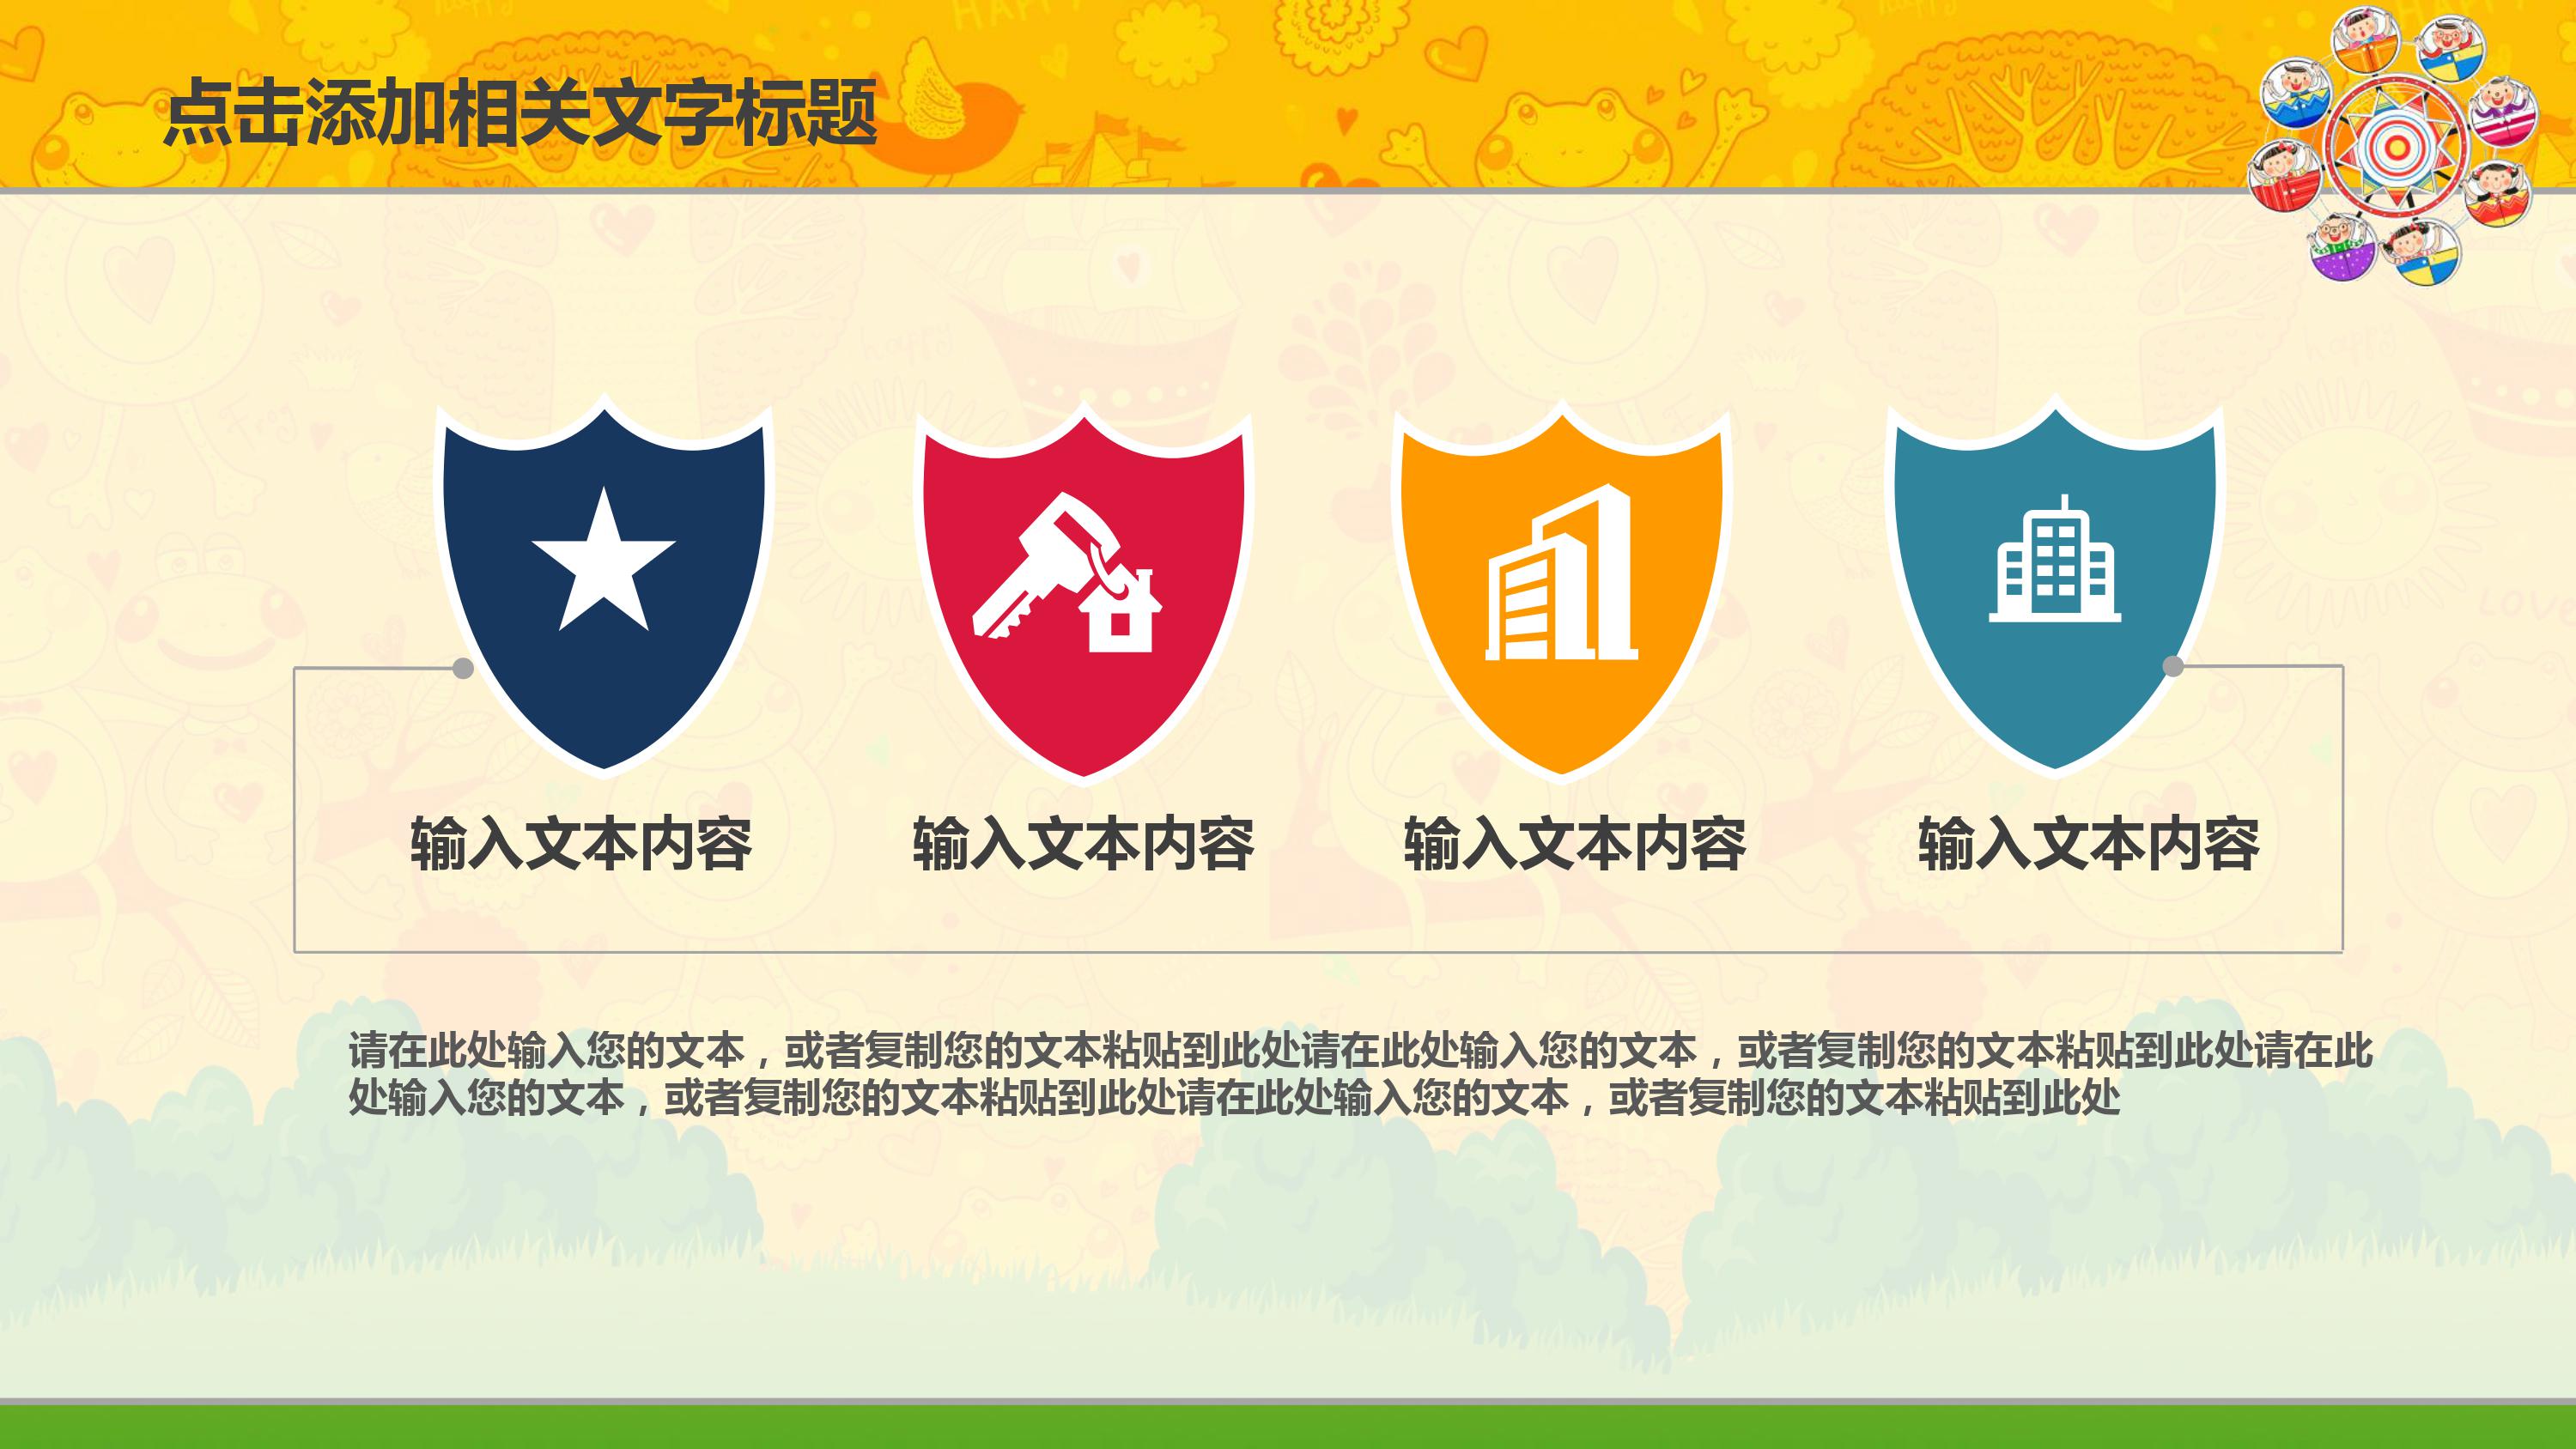 点击添加相关文字标题
输入文本内容
输入文本内容
输入文本内容
输入文本内容
请在此处输入您的文本，或者复制您的文本粘贴到此处请在此处输入您的文本，或者复制您的文本粘贴到此处请在此
处输入您的文本，或者复制您的文本粘贴到此处请在此处输入您的文本，或者复制您的文本粘贴到此处